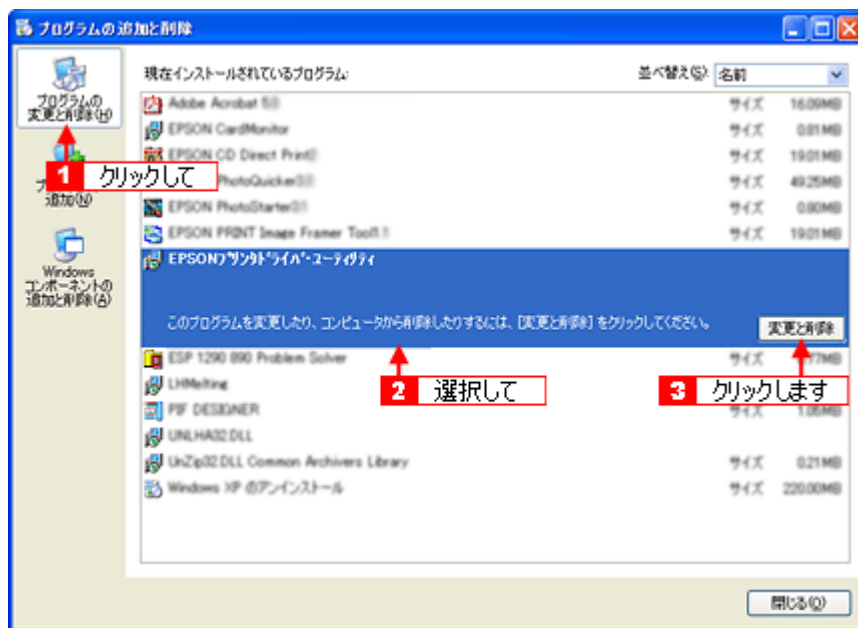 プログラムの追加と削除
プログラムの
変更と削除(H)
現在インストールされているプログラム:
並べ替え(S):
名前
Adobe Acrobat サイズ 16.09MB
EPSON CardMonitor サイズ 0.81MB
EPSON CD Direct Print サイズ 19.01MB
1 クリックして
PhotoQuicker サイズ 49.25MB
追加(N)
EPSON PhotoStarter サイズ 0.80MB
EPSON PRINT Image Framer Tool1.1 サイズ 19.01MB
Windows
コンポーネントの
追加と削除(A)
EPSONプリンタドライバ・ユーティリティ
このプログラムを変更したり、コンピュータから削除したりするには、[変更と削除] をクリックしてください。
変更と削除
ESP 1290 890 Problem Solver サイズ
2 選択して
3 クリックします
LHMelting
PIF DESIGNER サイズ 1.05MB
UNLHA32.DLL
UnZip32.DLL Common Archivers Library サイズ 0.21MB
Windows XP のアンインストール サイズ 220.00MB
閉じる(O)